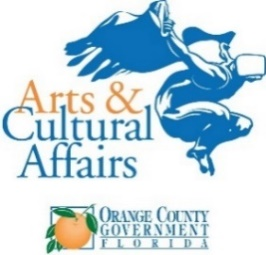 Arts &
Cultural
Affairs
ORANGE COUNTY
GOVERNMENT
FLORIDA